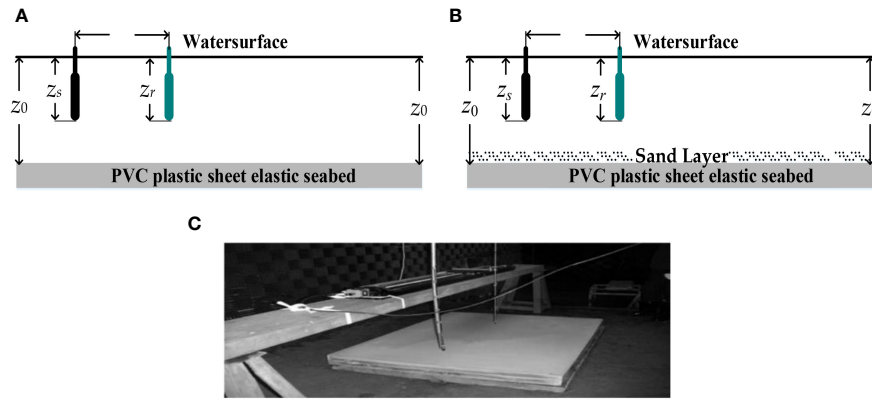 A
Watersurface
z0
zs
zr
z0
PVC plastic sheet elastic seabed
B
Watersurface
z0
zs
zr
z
Sand Layer
PVC plastic sheet elastic seabed
C